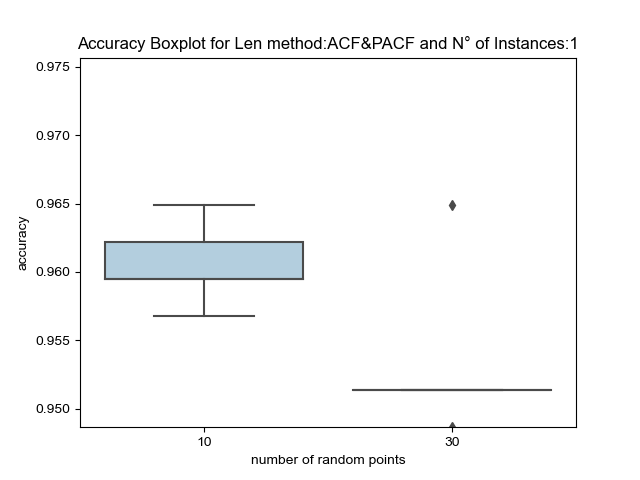 Accuracy Boxplot for Len method:ACF&PACF and N° of Instances:1
0.975
0.970
0.965
0.960
0.955
0.950
accuracy
10 30
number of random points